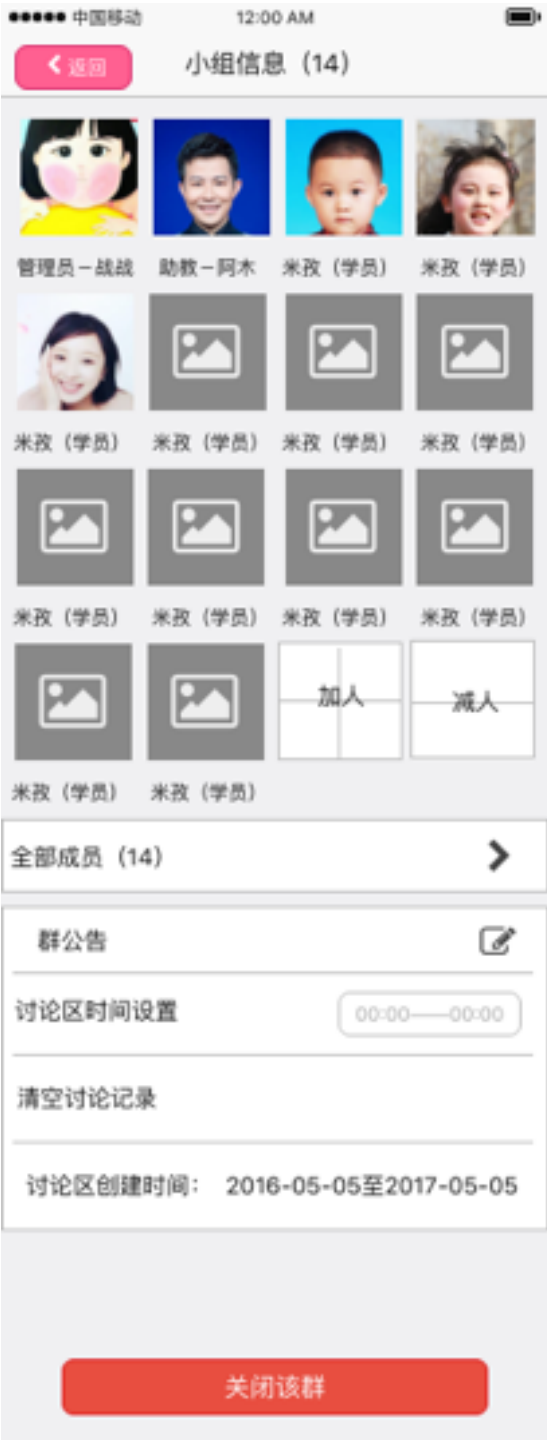 中国移动 12:00 AM
返回 小组信息（14）
管理员－战战 助教－阿木 米孜（学员） 米孜（学员）
米孜（学员） 米孜（学员） 米孜（学员） 米孜（学员）
米孜（学员） 米孜（学员） 米孜（学员） 米孜（学员）
加人 减人
米孜（学员） 米孜（学员）
全部成员（14）
群公告
讨论区时间设置 00:00——00:00
清空讨论记录
讨论区创建时间： 2016-05-05至2017-05-05
关闭该群